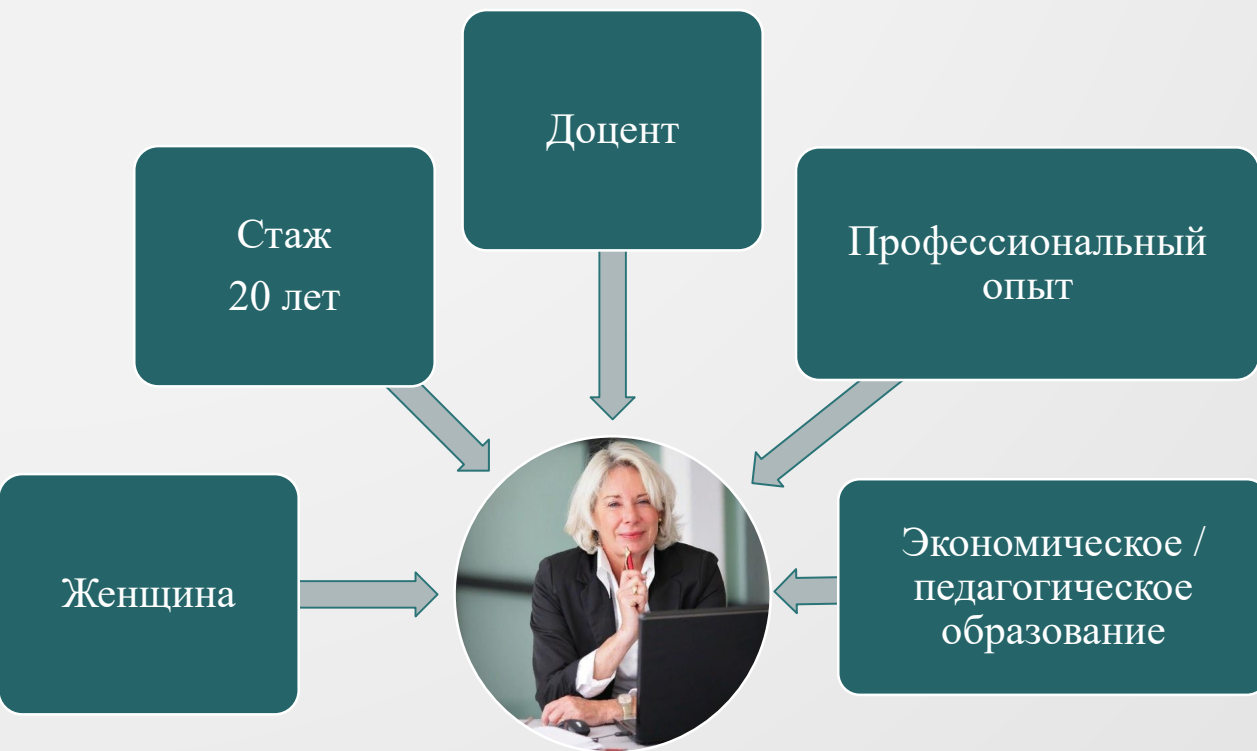 Доцент
Стаж
20 лет
Профессиональный
опыт
Женщина
Экономическое /
педагогическое
образование